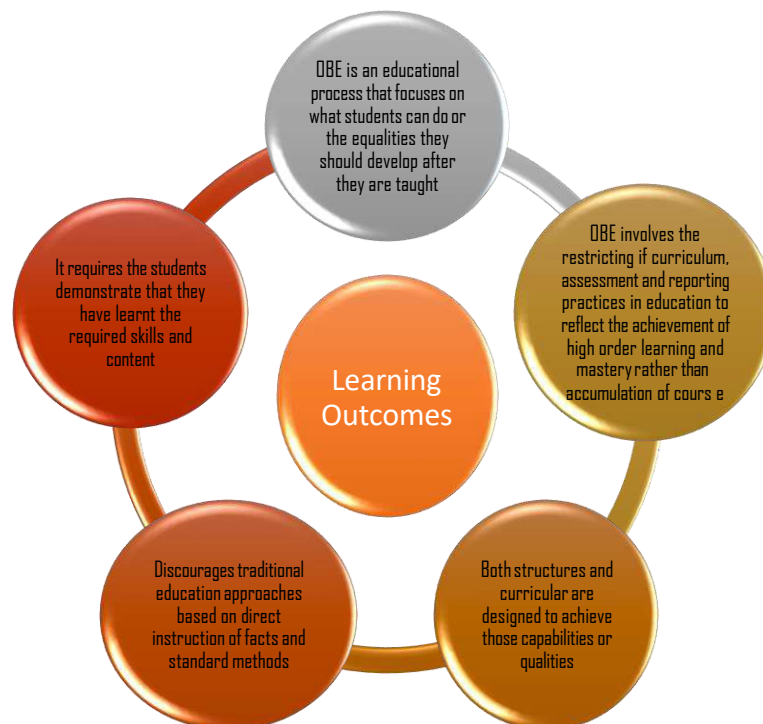 OBE is an educational
process that focuses on
what students can do or
the equalities they
should develop after
they are taught
OBE involves the
restricting if curriculum,
assessment and reporting
practices in education to
reflect the achievement of
high order learning and
mastery rather than
accumulation of cours e
Both structures and
curricular are
designed to achieve
those capabilities or
qualities
Discourages traditional
education approaches
based on direct
instruction of facts and
standard methods
It requires the students
demonstrate that they
have learnt the
required skills and
content
Learning
Outcomes